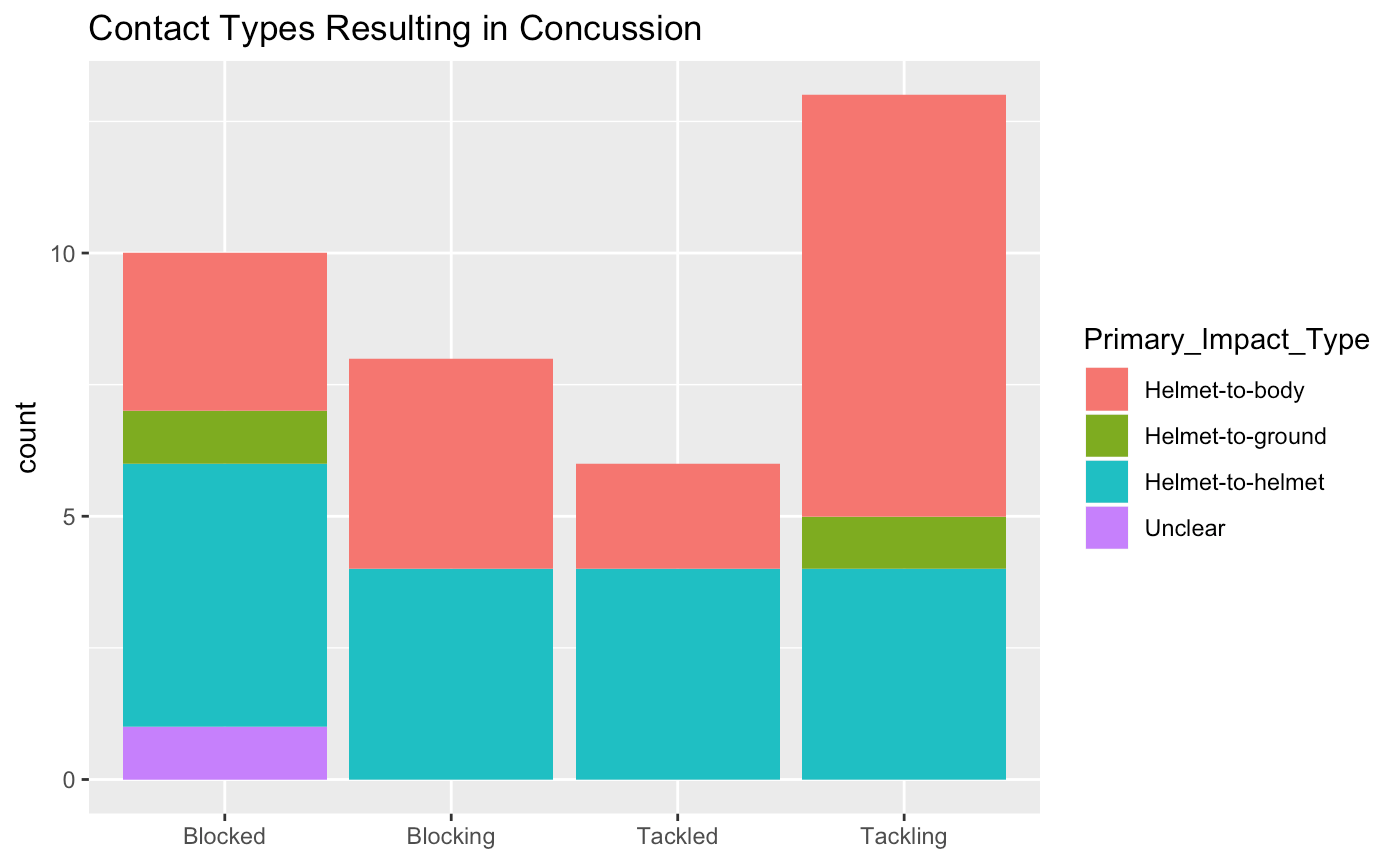 Contact Types Resulting in Concussion
count
10
5
0
Blocked Blocking Tackled Tackling
Primary_Impact_Type
Helmet-to-body
Helmet-to-ground
Helmet-to-helmet
Unclear